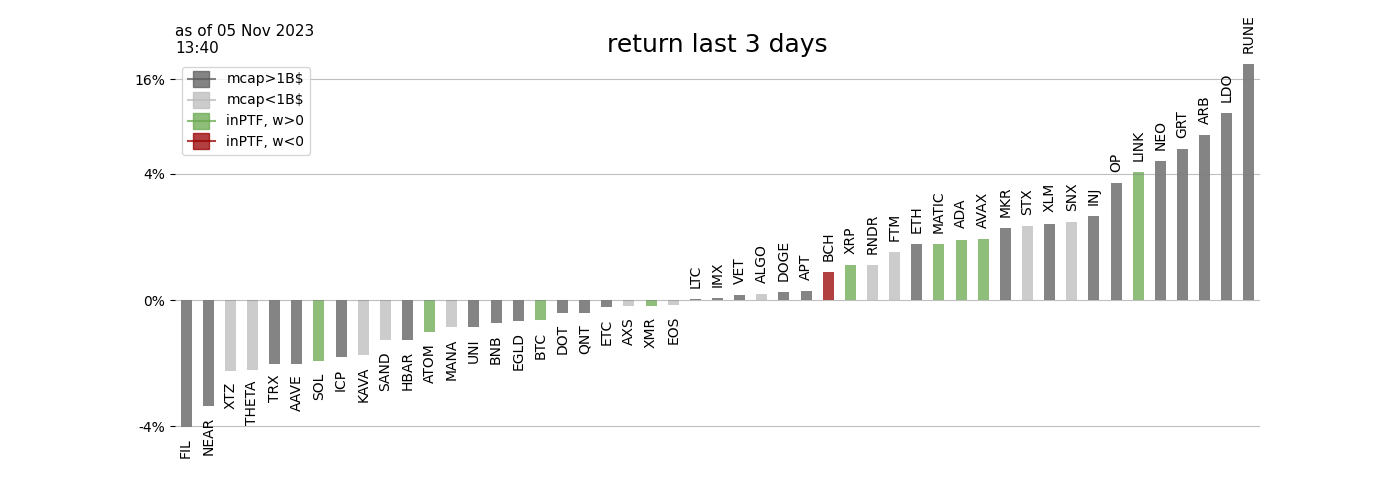 as of 05 Nov 2023
13:40
return last 3 days
mcap>1B$
mcap<1B$
inPTF, w>0
inPTF, w<0
16%
4%
0%
-4%
FIL
NEAR
XTZ
THETA
TRX
AAVE
SOL
ICP
KAVA
SAND
HBAR
ATOM
MANA
UNI
BNB
EGLD
BTC
DOT
QNT
ETC
AXS
XMR
EOS
LTC
IMX
VET
ALGO
DOGE
APT
BCH
XRP
RNDR
FTM
ETH
MATIC
ADA
AVAX
MKR
STX
XLM
SNX
INJ
OP
LINK
NEO
GRT
ARB
LDO
RUNE